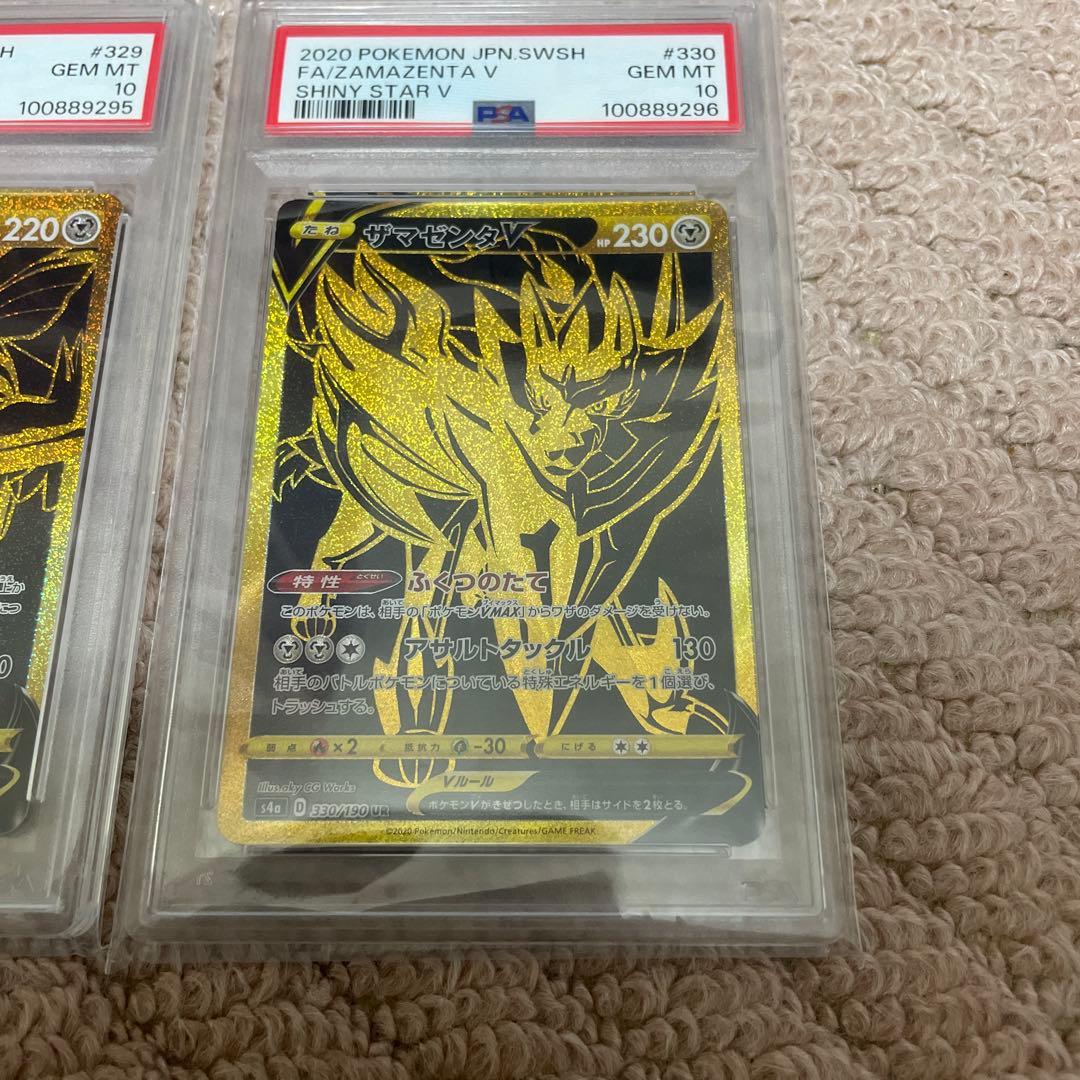 H #329
GEM MT
10
100889295
220
2020 POKEMON JPN.SWSH #330
FA/ZAMAZENTA V GEM MT
SHINY STAR V 10
PSA 100889296
たね ザマゼンタV HP 230
特性 とくせい ふくつのたて
このポケモンは、相手の「ポケモンVMAX」からワザのダメージを受けない。
アサルトタックル 130
相手のバトルポケモンについている特殊エネルギーを1個選び、
トラッシュする。
弱点 ×2 抵抗力 -30 にげる
Vルール
ポケモンVがきぜつしたとき、相手はサイドを2枚とる。
Illus.aky CG Works
s4a D 330/190 UR
©2020 Pokémon/Nintendo/Creatures/GAME FREAK